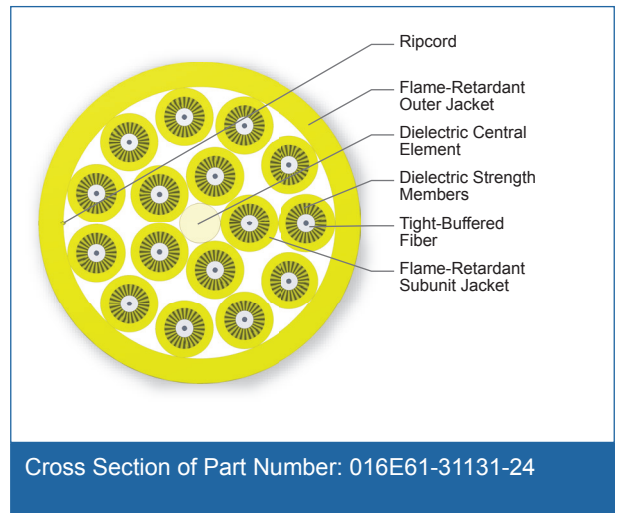 Ripcord
Flame-Retardant
Outer Jacket
Dielectric Central
Element
Dielectric Strength
Members
Tight-Buffered
Fiber
Flame-Retardant
Subunit Jacket
Cross Section of Part Number: 016E61-31131-24